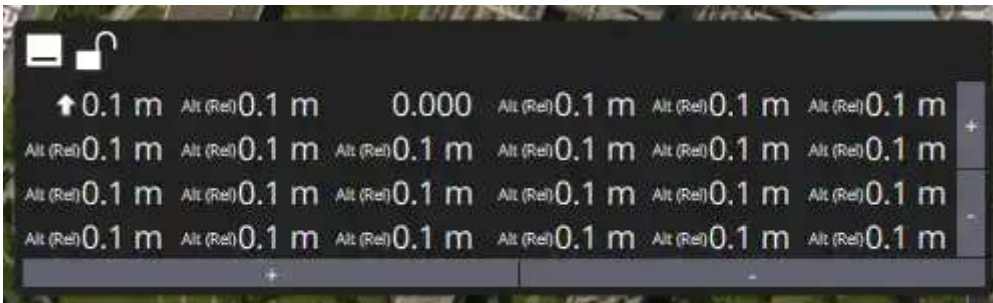 0.1 m Alt (Rel) 0.1 m 0.000 Alt (Rel) 0.1 m Alt (Rel) 0.1 m Alt (Rel) 0.1 m
+
Alt (Rel) 0.1 m Alt (Rel) 0.1 m Alt (Rel) 0.1 m Alt (Rel) 0.1 m Alt (Rel) 0.1 m Alt (Rel) 0.1 m
Alt (Rel) 0.1 m Alt (Rel) 0.1 m Alt (Rel) 0.1 m Alt (Rel) 0.1 m Alt (Rel) 0.1 m Alt (Rel) 0.1 m
-
Alt (Rel) 0.1 m Alt (Rel) 0.1 m Alt (Rel) 0.1 m Alt (Rel) 0.1 m Alt (Rel) 0.1 m Alt (Rel) 0.1 m
+ -